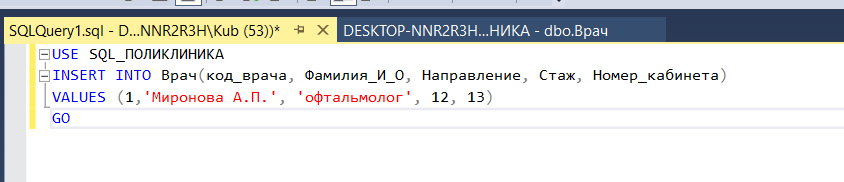 SQLQuery1.sql - D...NNR2R3H\Kub (53))*
DESKTOP-NNR2R3H...НИКА - dbo.Врач
USE SQL_ПОЛИКЛИНИКА
INSERT INTO Врач(код_врача, Фамилия_И_О, Направление, Стаж, Номер_кабинета)
VALUES (1,'Миронова А.П.', 'офтальмолог', 12, 13)
GO